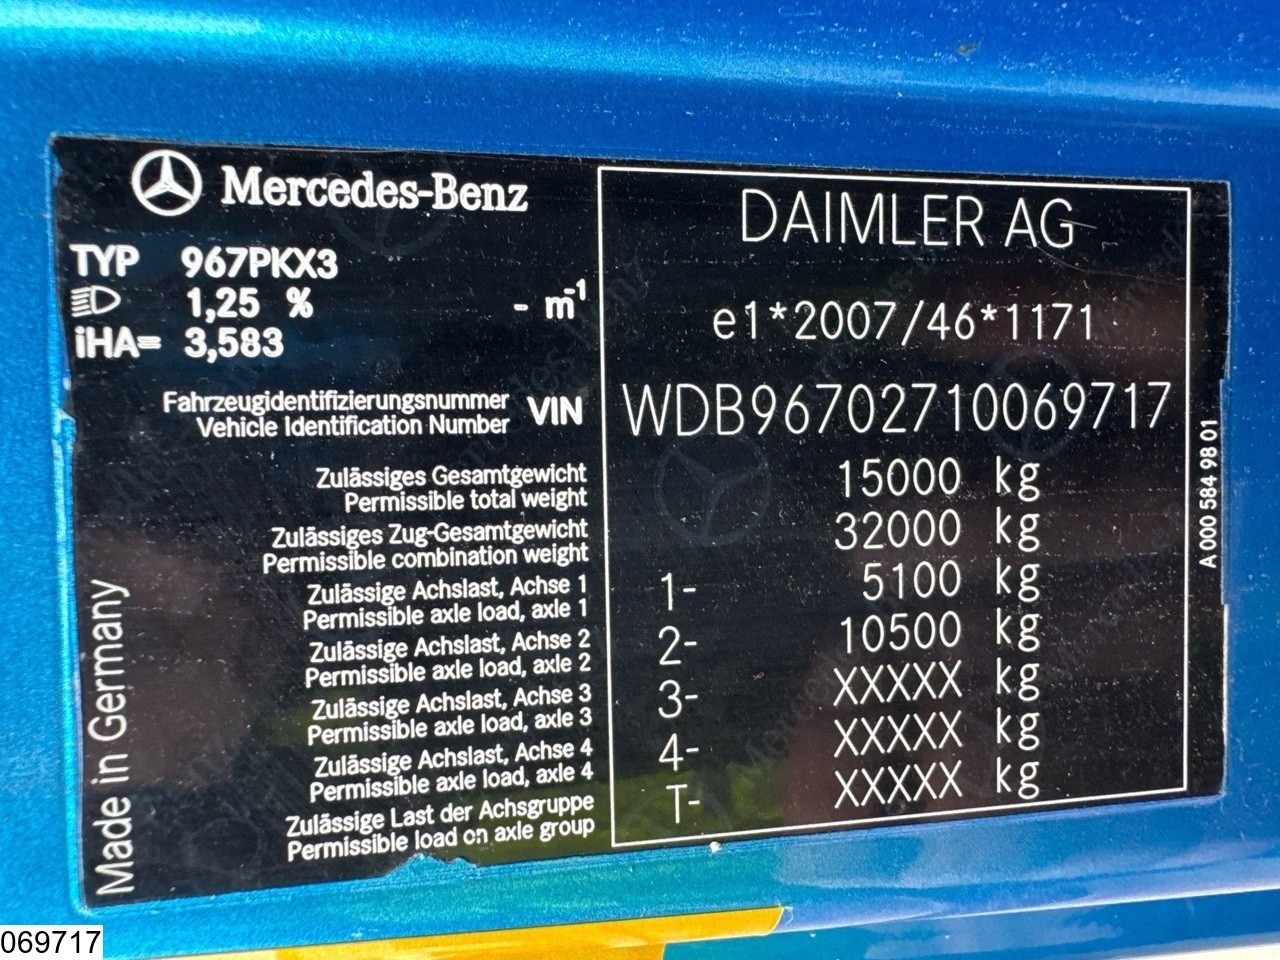 Mercedes-Benz
TYP 967PKX3
1,25 % - m-1
iHA= 3,583
Fahrzeugidentifizierungsnummer
Vehicle Identification Number VIN
Zulässiges Gesamtgewicht
Permissible total weight
Zulässiges Zug-Gesamtgewicht
Permissible combination weight
Zulässige Achslast, Achse 1
Permissible axle load, axle 1
Zulässige Achslast, Achse 2
Permissible axle load, axle 2
Zulässige Achslast, Achse 3
Permissible axle load, axle 3
Zulässige Achslast, Achse 4
Permissible axle load, axle 4
Zulässige Last der Achsgruppe
Permissible load on axle group
Made in Germany
DAIMLER AG
e1*2007/46*1171
WDB96702710069717
15000 kg
32000 kg
1- 5100 kg
2- 10500 kg
3- XXXXX kg
4- XXXXX kg
T- XXXXX kg
A 000 584 98 01
069717